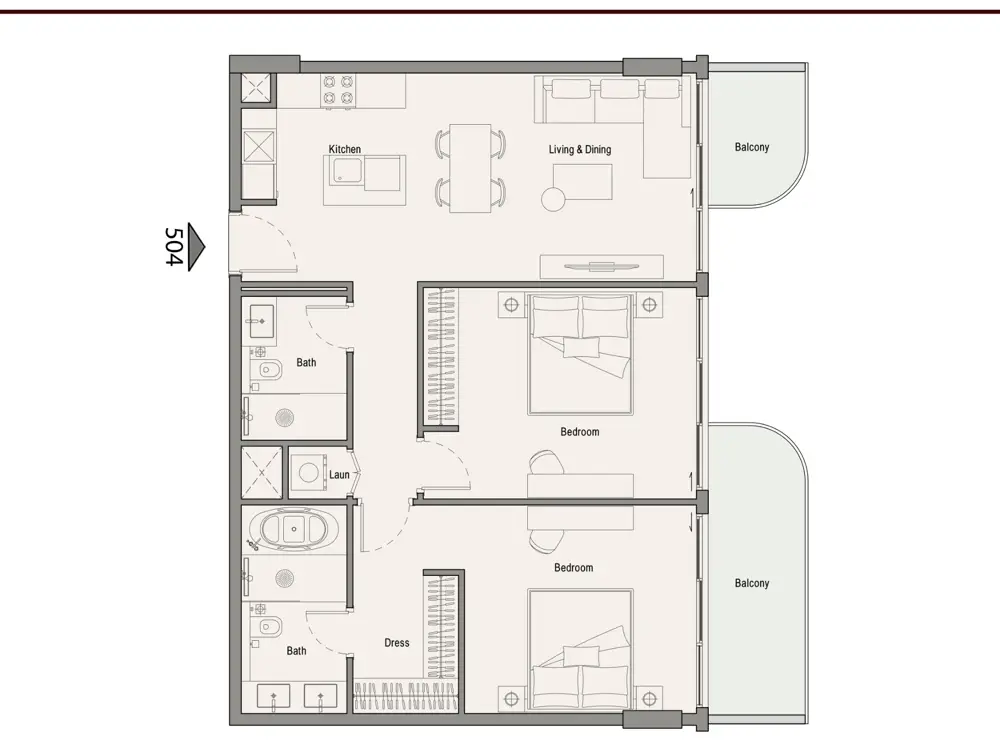 Kitchen
Living & Dining
Balcony
504
Bath
Bedroom
Laun
Bedroom
Balcony
Dress
Bath